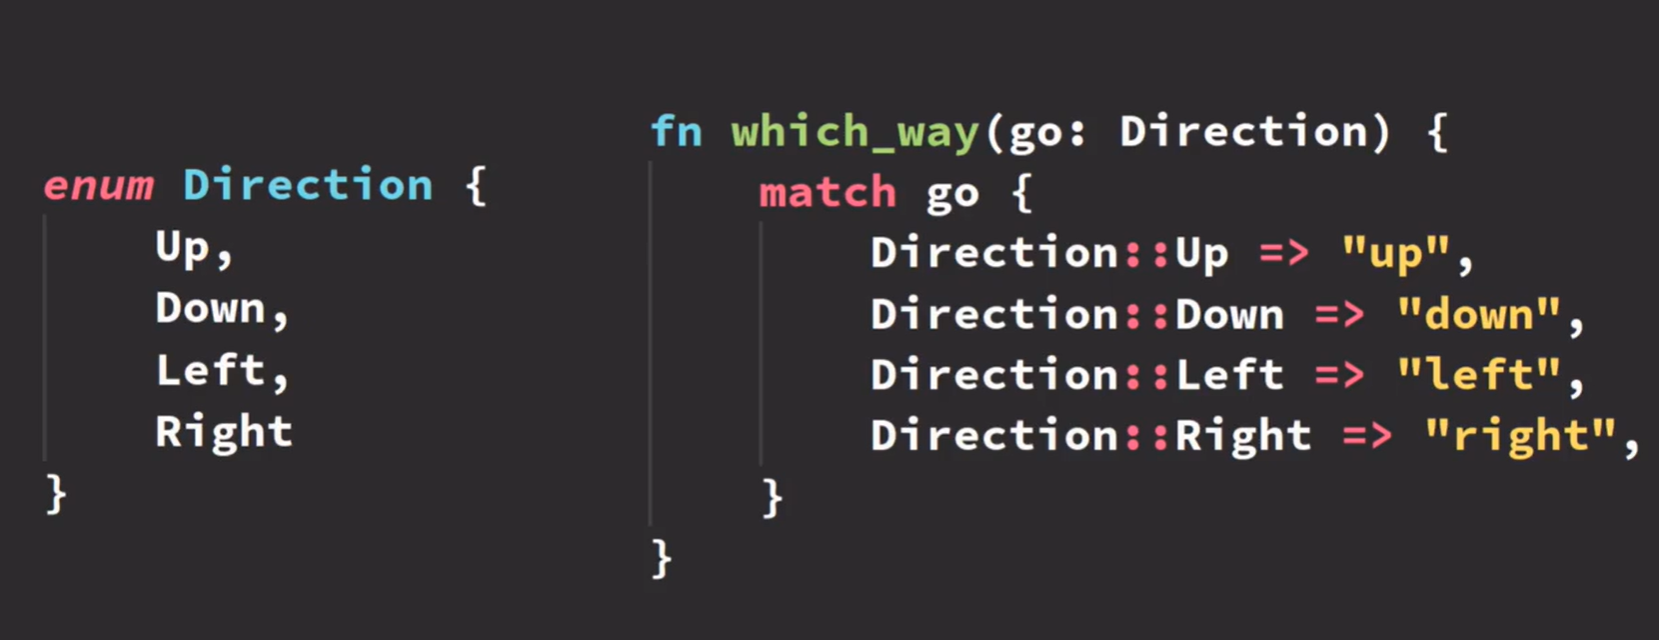 enum Direction {
    Up,
    Down,
    Left,
    Right
}
fn which_way(go: Direction) {
    match go {
        Direction::Up => "up",
        Direction::Down => "down",
        Direction::Left => "left",
        Direction::Right => "right",
    }
}